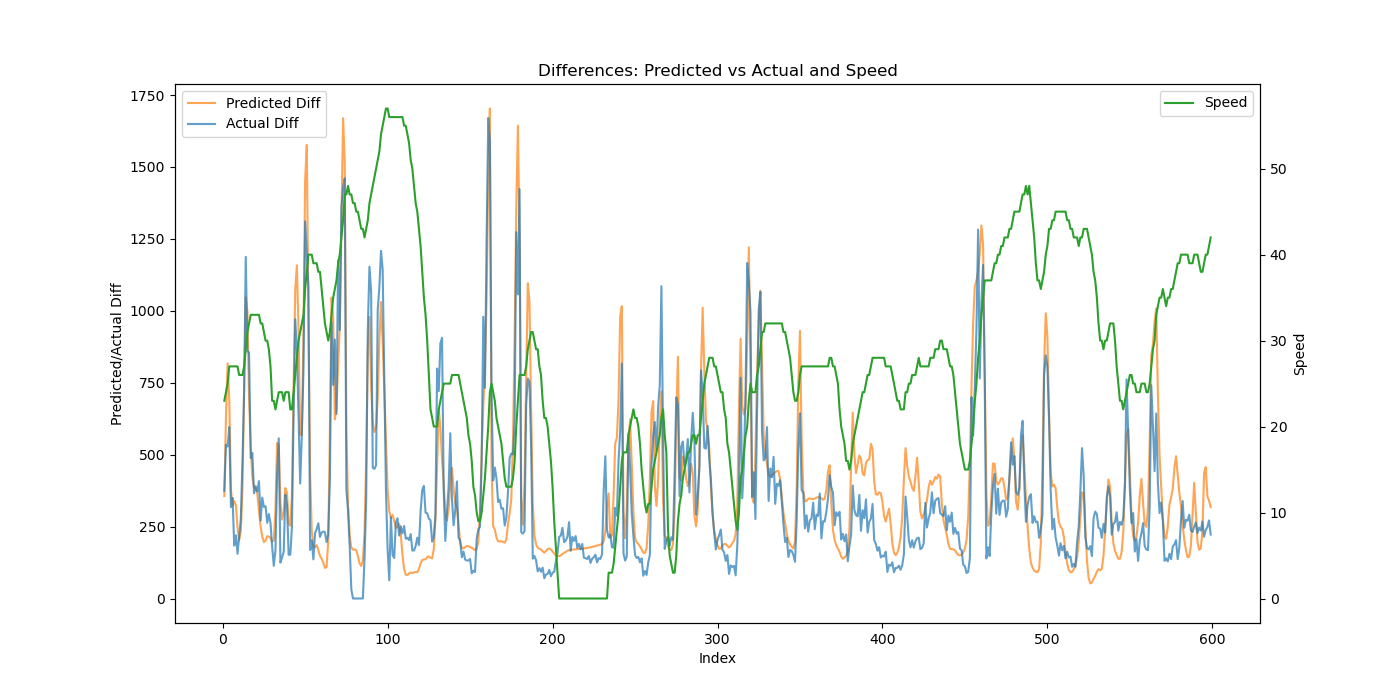 Differences: Predicted vs Actual and Speed
Predicted Diff
Actual Diff
Speed
1750
1500
1250
1000
750
500
250
0
Predicted/Actual Diff
50
40
30
20
10
0
Speed
0 100 200 300 400 500 600
Index